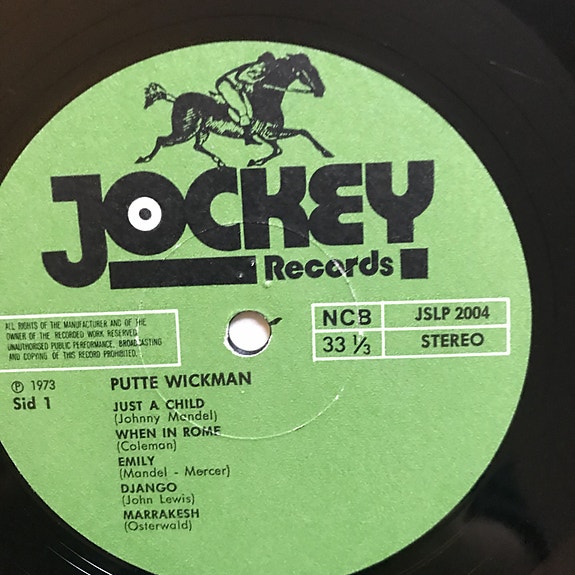 JOCKEY
Records
ALL RIGHTS OF THE MANUFACTURER AND OF THE
OWNER OF THE RECORDED WORK RESERVED
UNAUTHORISED PUBLIC PERFORMANCE, BROADCASTING
AND COPYING OF THIS RECORD PROHIBITED.
NCB JSLP 2004
33 1/3 STEREO
℗ 1973 PUTTE WICKMAN
Sid 1
JUST A CHILD
(Johnny Mandel)
WHEN IN ROME
(Coleman)
EMILY
(Mandel - Mercer)
DJANGO
(John Lewis)
MARRAKESH
(Osterwald)